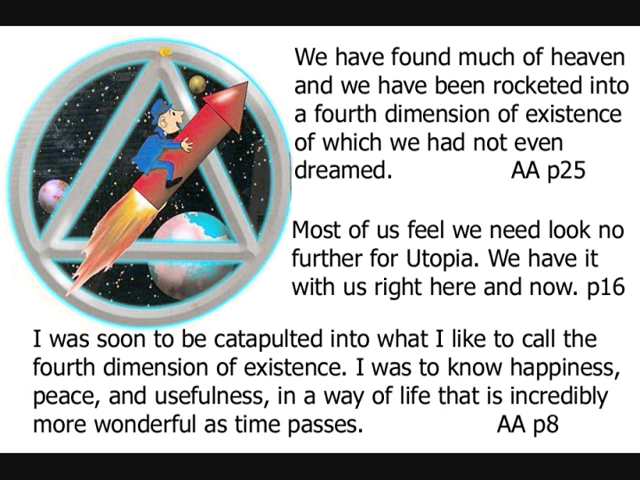 We have found much of heaven
and we have been rocketed into
a fourth dimension of existence
of which we had not even
dreamed. AA p25
Most of us feel we need look no
further for Utopia. We have it
with us right here and now. p16
I was soon to be catapulted into what I like to call the
fourth dimension of existence. I was to know happiness,
peace, and usefulness, in a way of life that is incredibly
more wonderful as time passes. AA p8